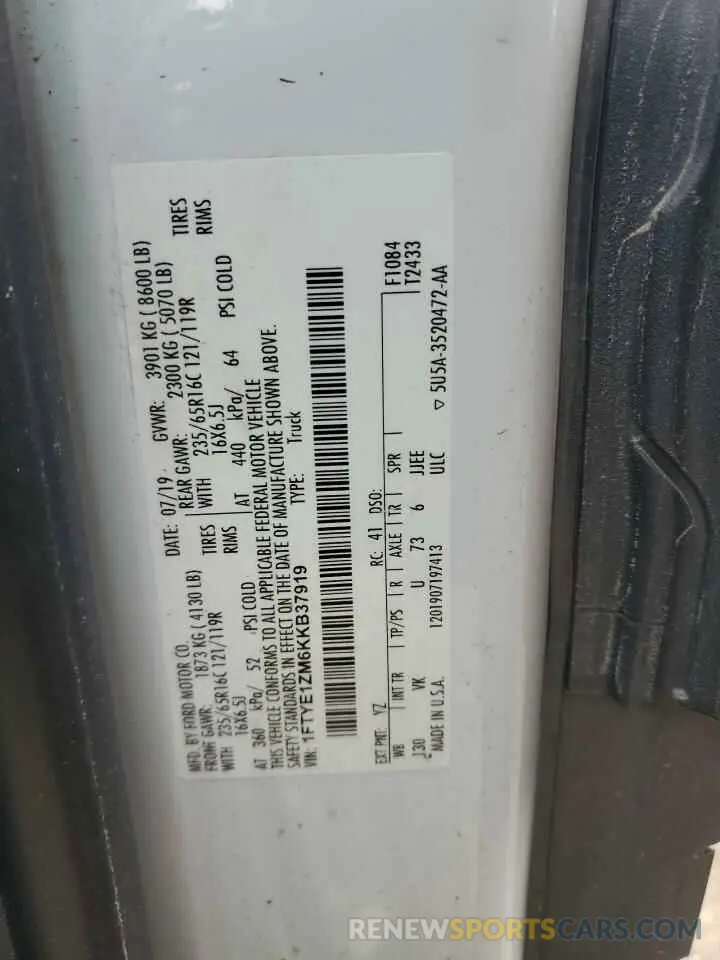 MFD. BY FORD MOTOR CO. DATE: 07/19 GVWR: 3901 KG ( 8600 LB)
FRONT GAWR: 1873 KG ( 4130 LB) REAR GAWR: 2300 KG ( 5070 LB)
WITH 235/65R16C 121/119R TIRES WITH 235/65R16C 121/119R TIRES
16X6.5J RIMS 16X6.5J RIMS
AT 360 kPa/ 52 PSI COLD AT 440 kPa/ 64 PSI COLD
THIS VEHICLE CONFORMS TO ALL APPLICABLE FEDERAL MOTOR VEHICLE
SAFETY STANDARDS IN EFFECT ON THE DATE OF MANUFACTURE SHOWN ABOVE.
VIN: 1FTYE1ZM6KKB37919 TYPE: Truck
EXT PNT: YZ RC: 41 DSO: F1084
WB INT TR TP/PS R AXLE TR SPR T2433
130 VK U 73 6 JJEE
MADE IN U.S.A. 1201907197413 ULC ▽ 5U5A-3520472-AA
RENEWSPORTSCARS.COM